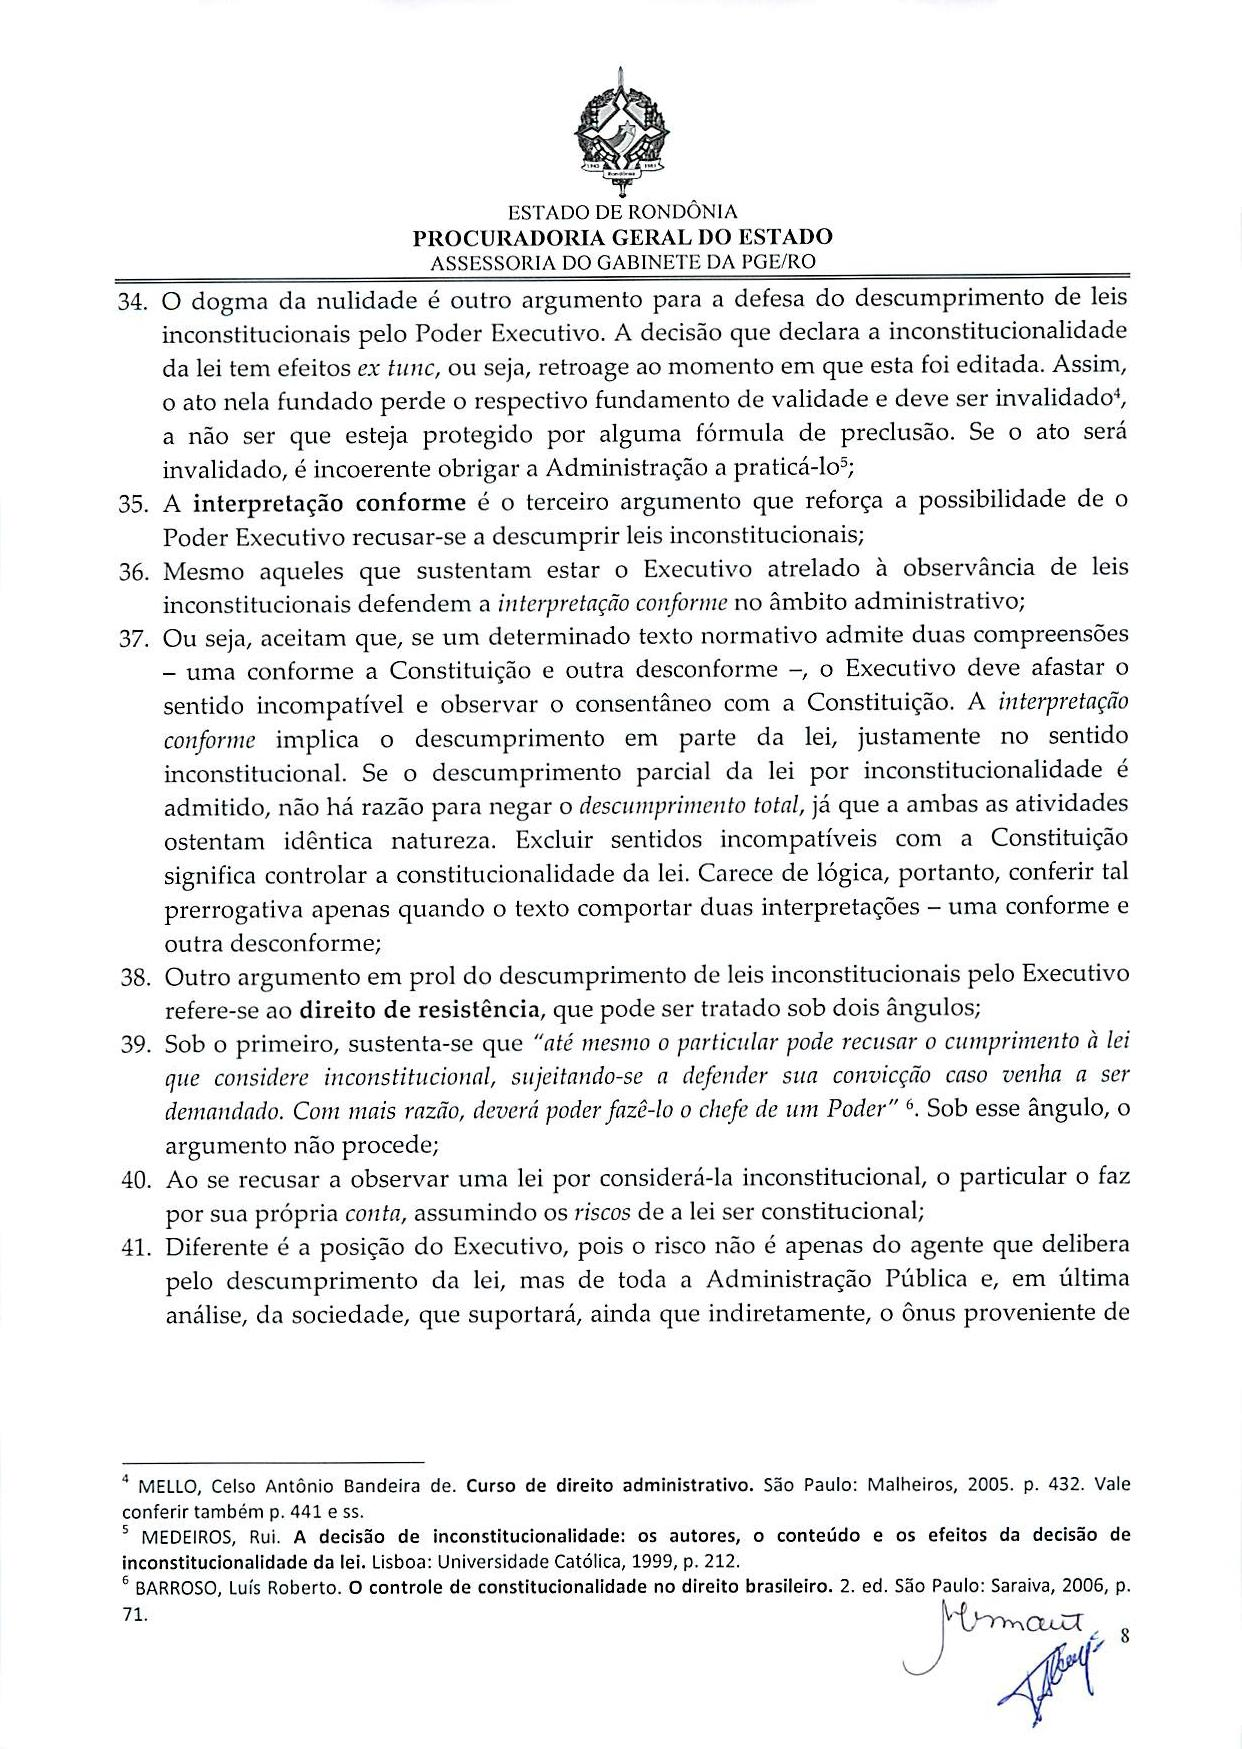 ESTADO DE RONDÔNIA
PROCURADORIA GERAL DO ESTADO
ASSESSORIA DO GABINETE DA PGE/RO
34. O dogma da nulidade é outro argumento para a defesa do descumprimento de leis
inconstitucionais pelo Poder Executivo. A decisão que declara a inconstitucionalidade
da lei tem efeitos ex tunc, ou seja, retroage ao momento em que esta foi editada. Assim,
o ato nela fundado perde o respectivo fundamento de validade e deve ser invalidado⁴,
a não ser que esteja protegido por alguma fórmula de preclusão. Se o ato será
invalidado, é incoerente obrigar a Administração a praticá-lo⁵;
35. A interpretação conforme é o terceiro argumento que reforça a possibilidade de o
Poder Executivo recusar-se a descumprir leis inconstitucionais;
36. Mesmo aqueles que sustentam estar o Executivo atrelado à observância de leis
inconstitucionais defendem a interpretação conforme no âmbito administrativo;
37. Ou seja, aceitam que, se um determinado texto normativo admite duas compreensões
– uma conforme a Constituição e outra desconforme –, o Executivo deve afastar o
sentido incompatível e observar o consentâneo com a Constituição. A interpretação
conforme implica o descumprimento em parte da lei, justamente no sentido
inconstitucional. Se o descumprimento parcial da lei por inconstitucionalidade é
admitido, não há razão para negar o descumprimento total, já que a ambas as atividades
ostentam idêntica natureza. Excluir sentidos incompatíveis com a Constituição
significa controlar a constitucionalidade da lei. Carece de lógica, portanto, conferir tal
prerrogativa apenas quando o texto comportar duas interpretações – uma conforme e
outra desconforme;
38. Outro argumento em prol do descumprimento de leis inconstitucionais pelo Executivo
refere-se ao direito de resistência, que pode ser tratado sob dois ângulos;
39. Sob o primeiro, sustenta-se que "até mesmo o particular pode recusar o cumprimento à lei
que considere inconstitucional, sujeitando-se a defender sua convicção caso venha a ser
demandado. Com mais razão, deverá poder fazê-lo o chefe de um Poder" ⁶. Sob esse ângulo, o
argumento não procede;
40. Ao se recusar a observar uma lei por considerá-la inconstitucional, o particular o faz
por sua própria conta, assumindo os riscos de a lei ser constitucional;
41. Diferente é a posição do Executivo, pois o risco não é apenas do agente que delibera
pelo descumprimento da lei, mas de toda a Administração Pública e, em última
análise, da sociedade, que suportará, ainda que indiretamente, o ônus proveniente de
⁴ MELLO, Celso Antônio Bandeira de. Curso de direito administrativo. São Paulo: Malheiros, 2005. p. 432. Vale
conferir também p. 441 e ss.
⁵ MEDEIROS, Rui. A decisão de inconstitucionalidade: os autores, o conteúdo e os efeitos da decisão de
inconstitucionalidade da lei. Lisboa: Universidade Católica, 1999, p. 212.
⁶ BARROSO, Luís Roberto. O controle de constitucionalidade no direito brasileiro. 2. ed. São Paulo: Saraiva, 2006, p.
71.
8